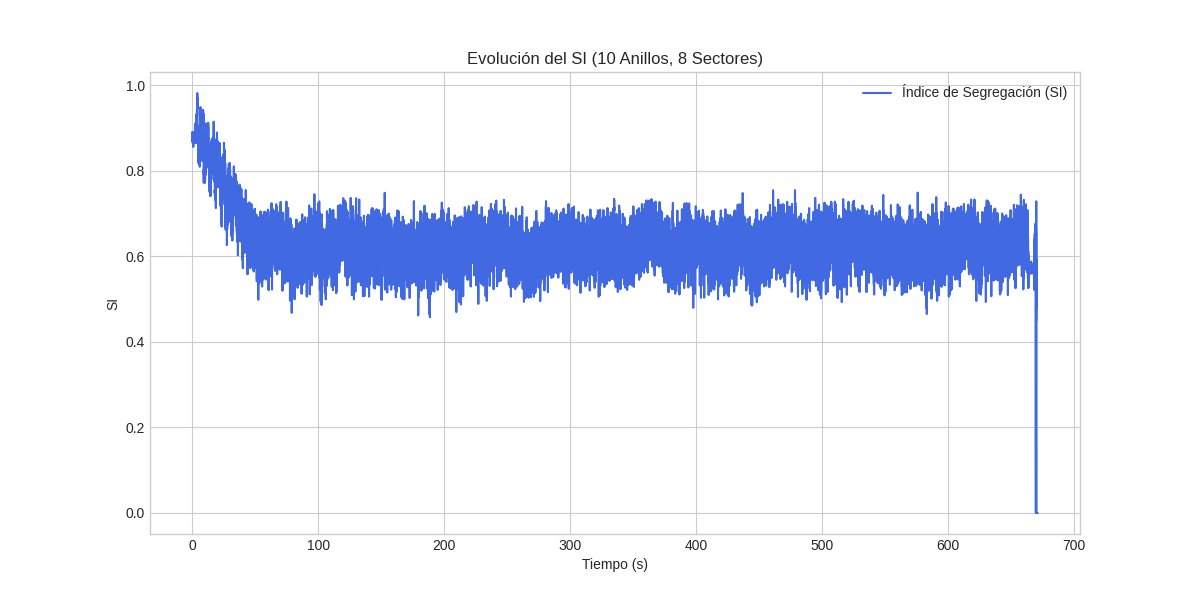 Evolución del SI (10 Anillos, 8 Sectores)
Índice de Segregación (SI)
1.0
0.8
0.6
0.4
0.2
0.0
SI
0 100 200 300 400 500 600 700
Tiempo (s)